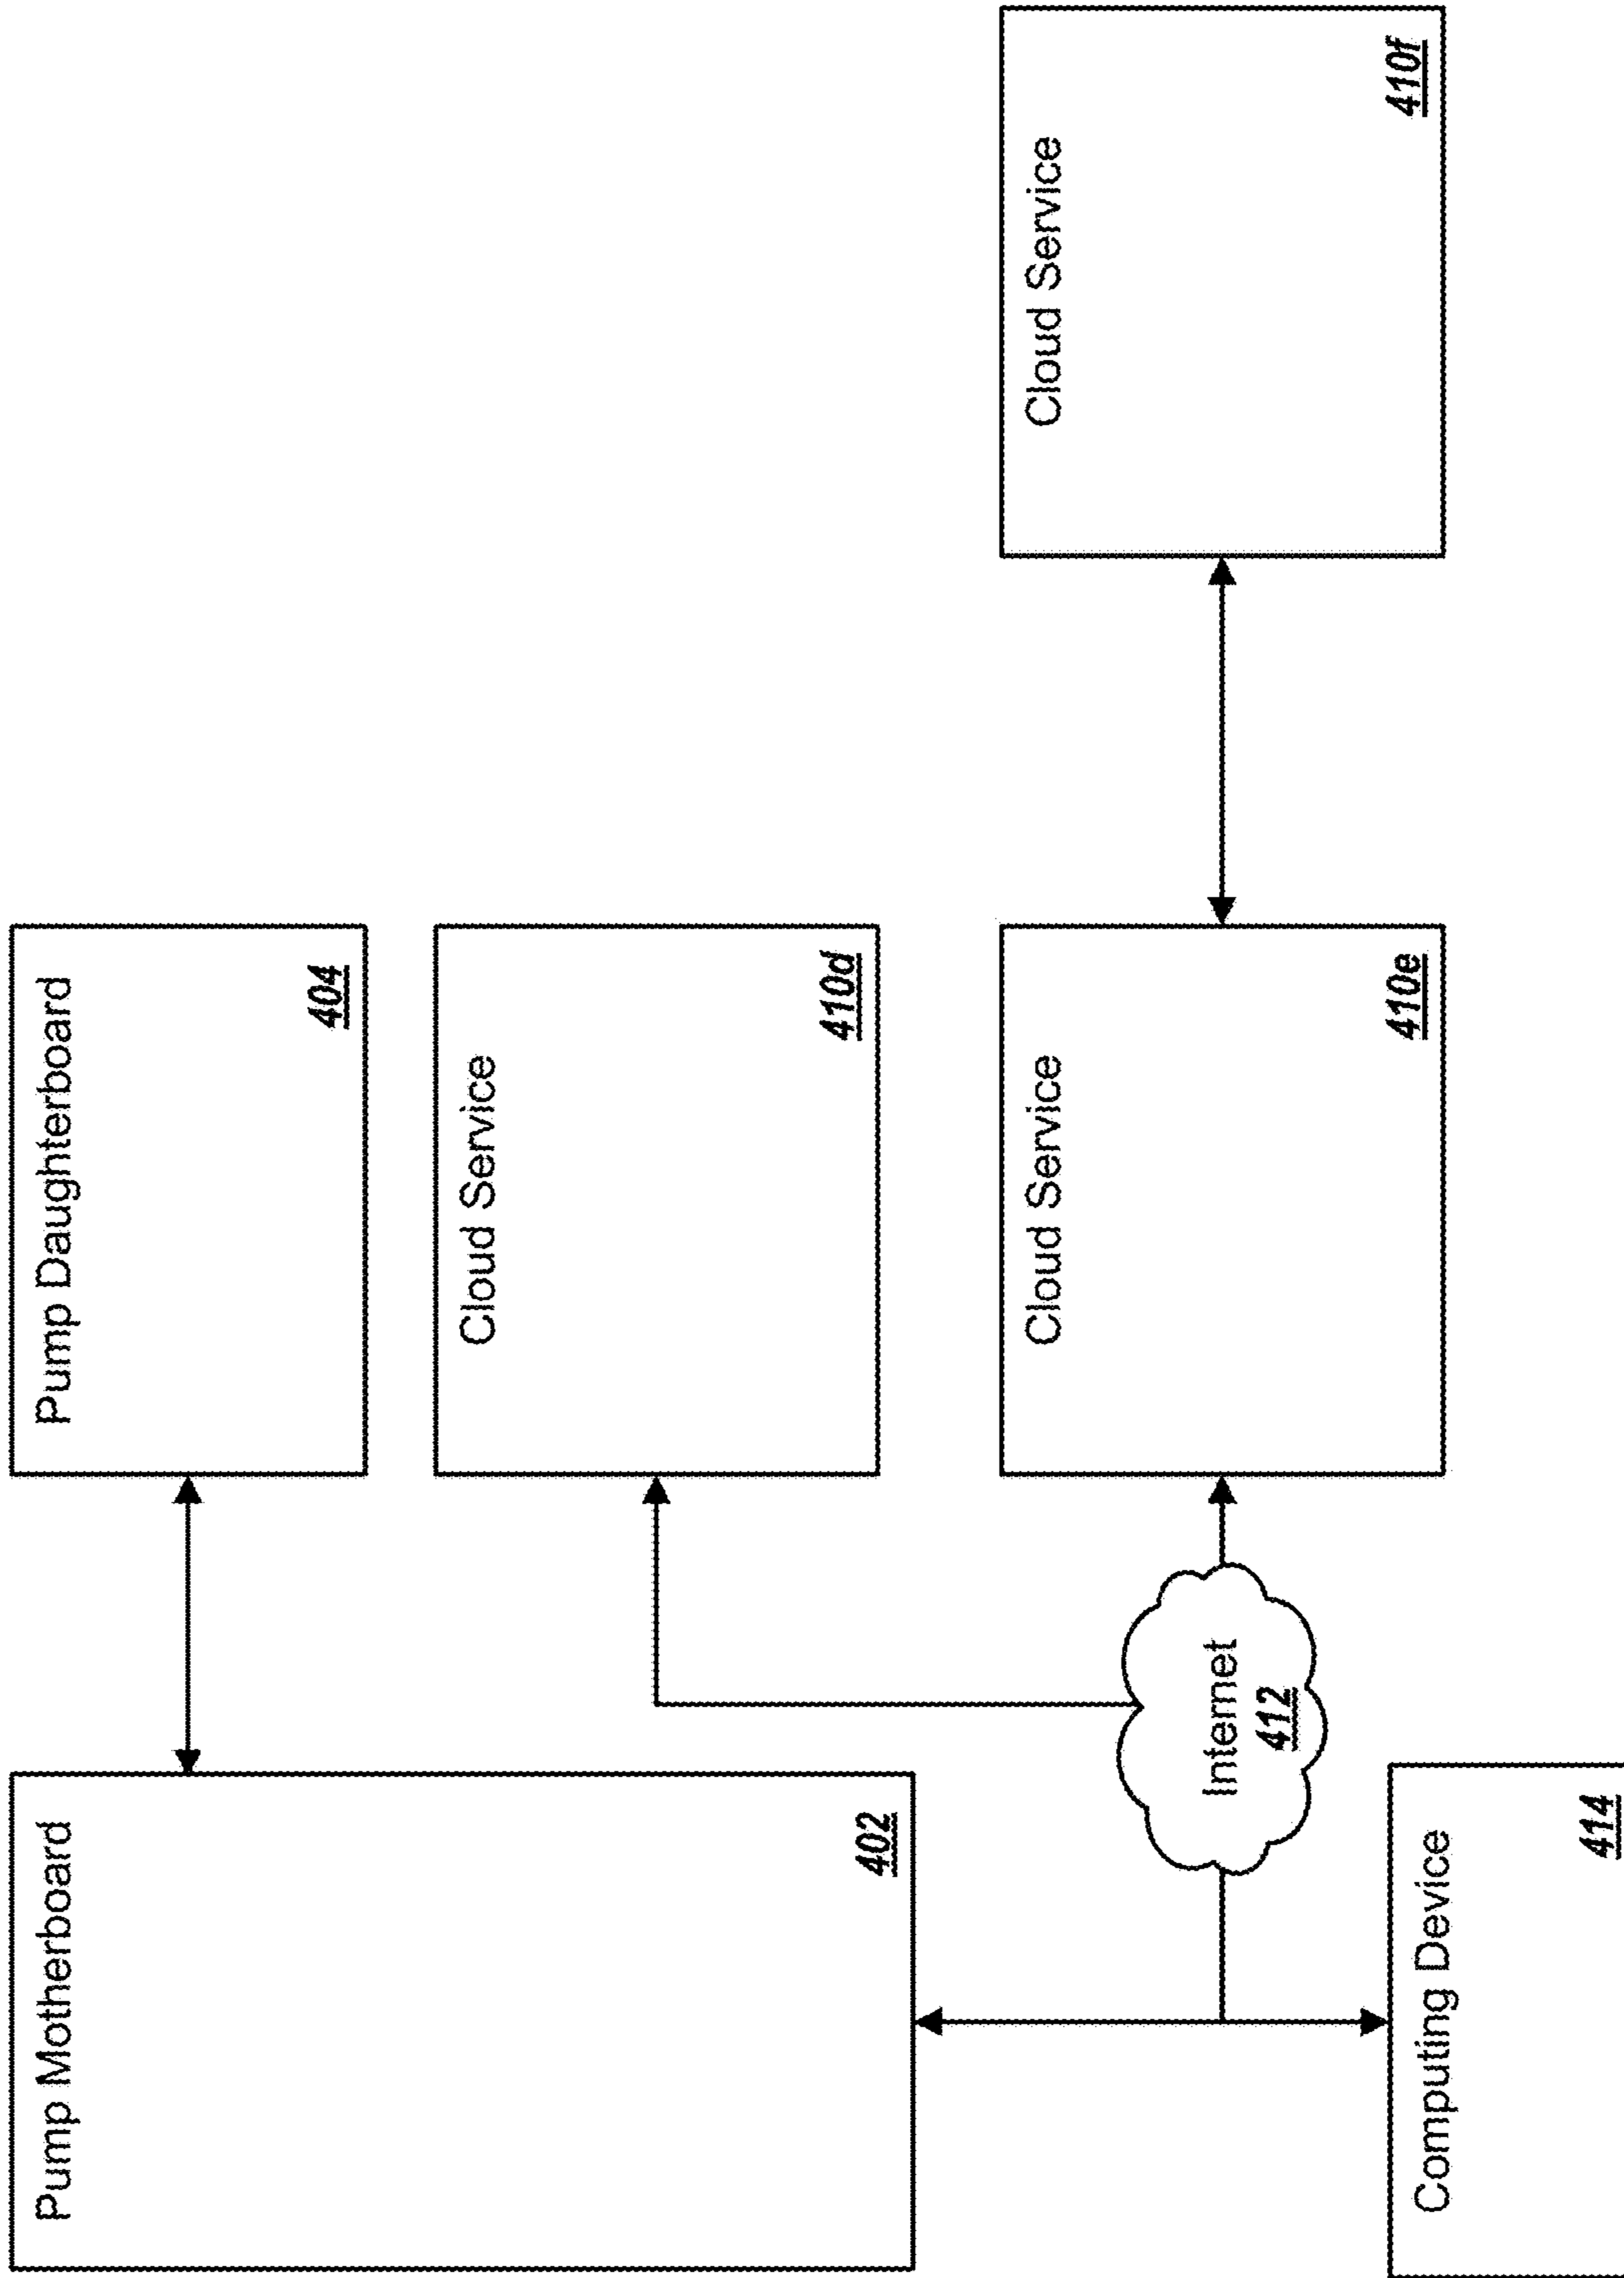 Pump Motherboard
402
Pump Daughterboard
404
Cloud Service
410d
Internet
412
Cloud Service
410e
Cloud Service
410f
Computing Device
414